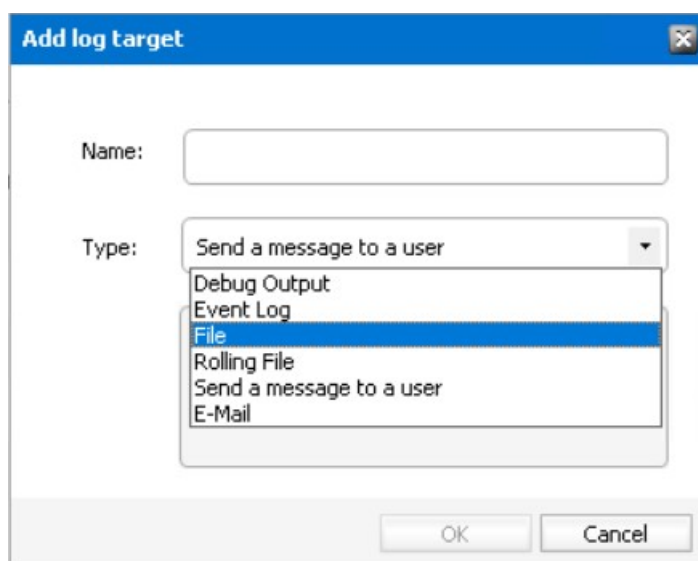 Add log target
Name:
Type: Send a message to a user
Debug Output
Event Log
File
Rolling File
Send a message to a user
E-Mail
OK Cancel